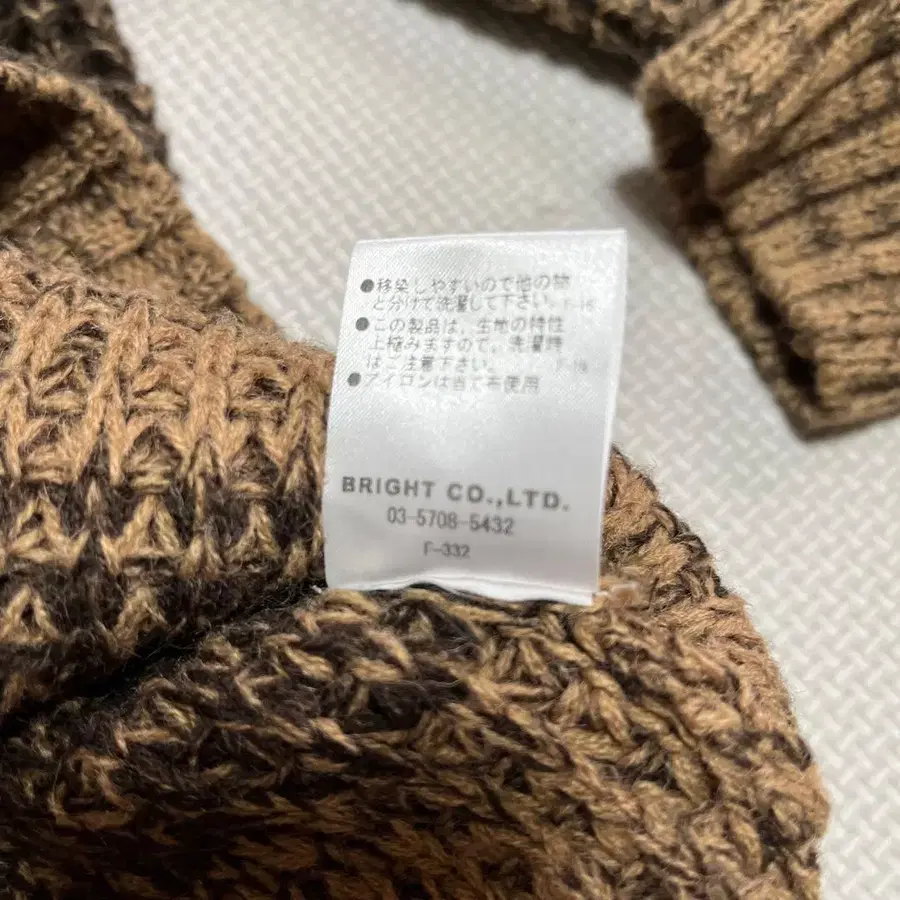 ●移染しやすいので他の物
と分けて洗濯して下さい。F-15
●この製品は、生地の特性
上縮みますので、洗濯時
はご注意下さい。 F-19
●アイロンは当て布使用
BRIGHT CO.,LTD.
03-5708-5432
F-332